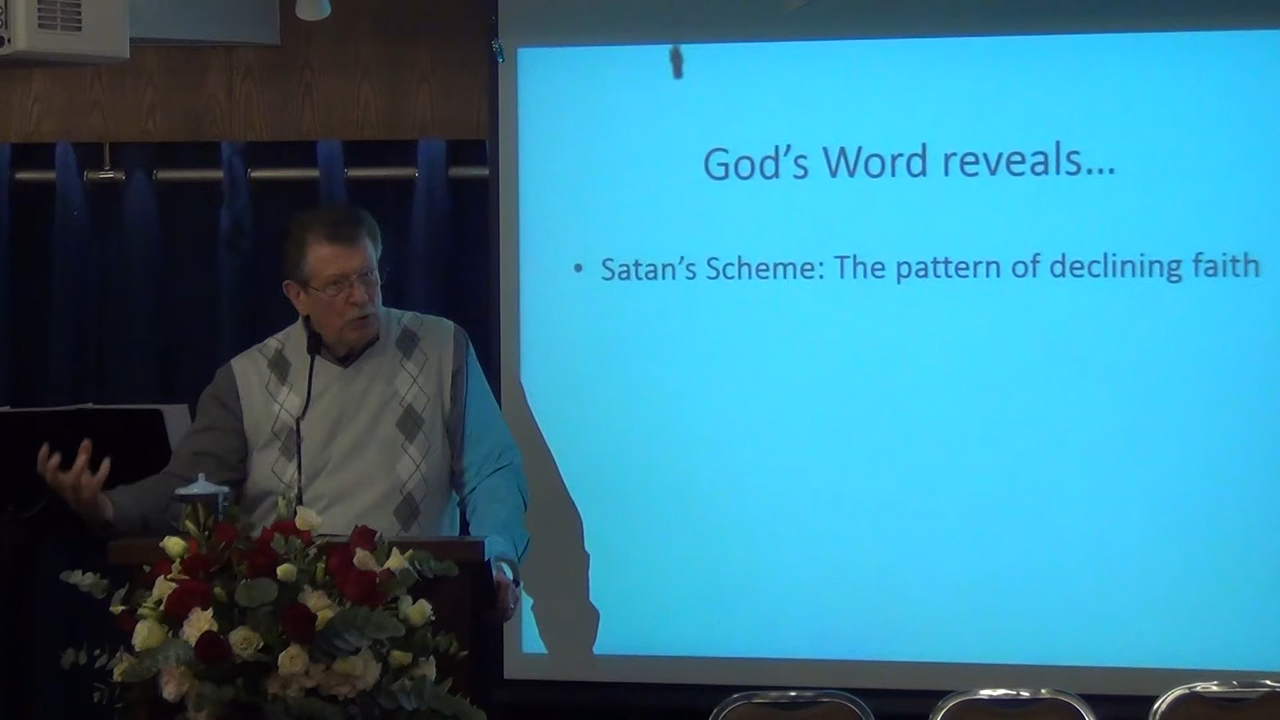 God’s Word reveals...
• Satan’s Scheme: The pattern of declining faith